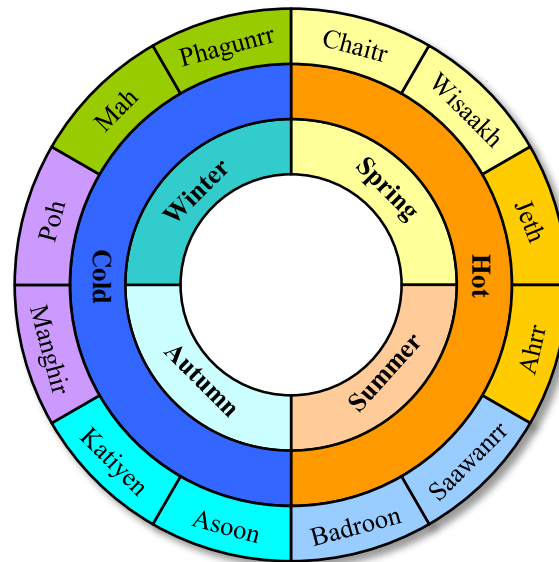 Chaitr
Wisaakh
Jeth
Ahrr
Saawanrr
Badroon
Asoon
Katiyen
Manghir
Poh
Mah
Phagunrr
Hot
Cold
Spring
Summer
Autumn
Winter